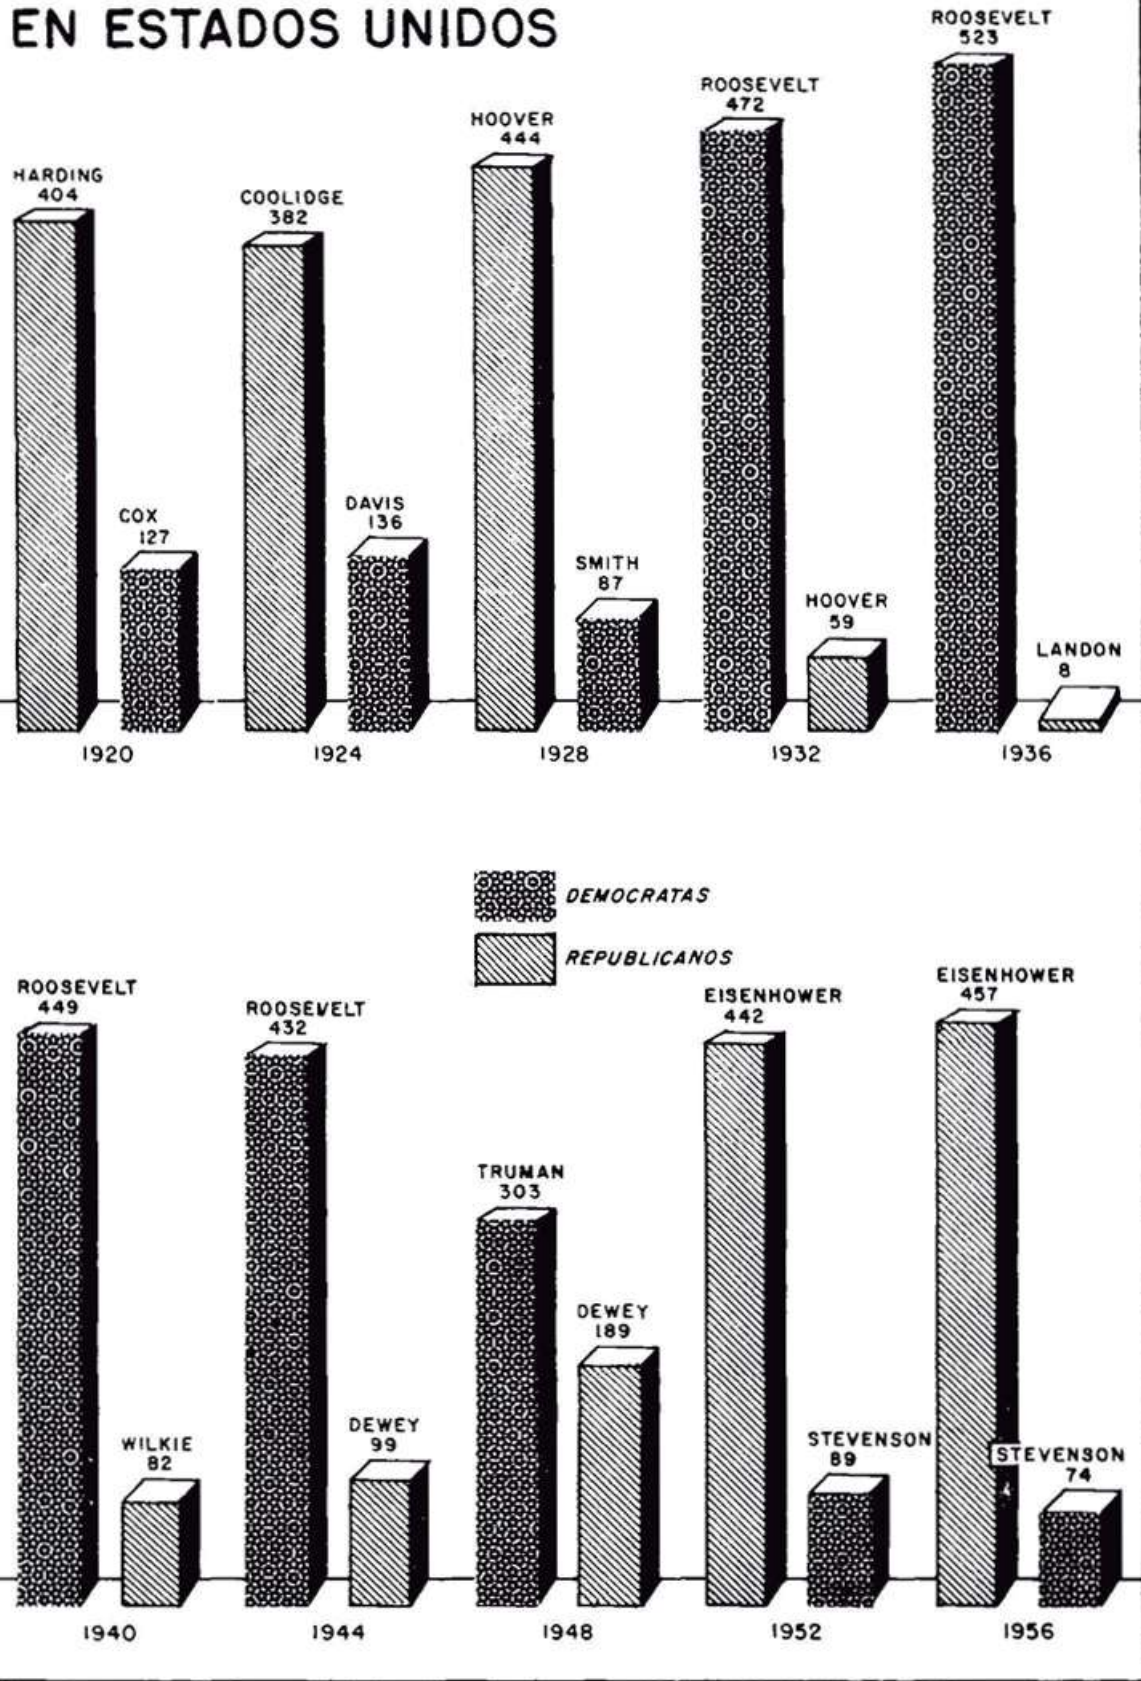 EN ESTADOS UNIDOS
HARDING
404
COX
127
1920
COOLIDGE
382
DAVIS
136
1924
HOOVER
444
SMITH
87
1928
ROOSEVELT
472
HOOVER
59
1932
ROOSEVELT
523
LANDON
8
1936
DEMOCRATAS
REPUBLICANOS
ROOSEVELT
449
WILKIE
82
1940
ROOSEVELT
432
DEWEY
99
1944
TRUMAN
303
DEWEY
189
1948
EISENHOWER
442
STEVENSON
89
1952
EISENHOWER
457
STEVENSON
74
1956